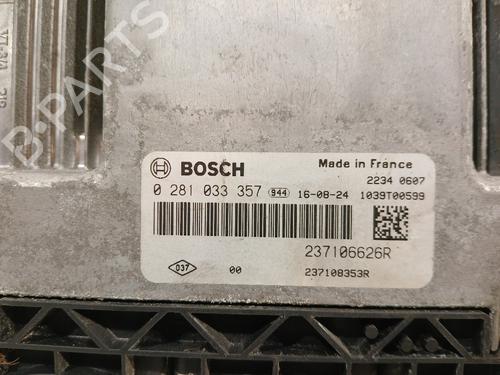 B-PARTS
BOSCH
Made in France
2234 0607
0 281 033 357 944 16-08-24 1039T00599
237106626R
D37 00 237108353R